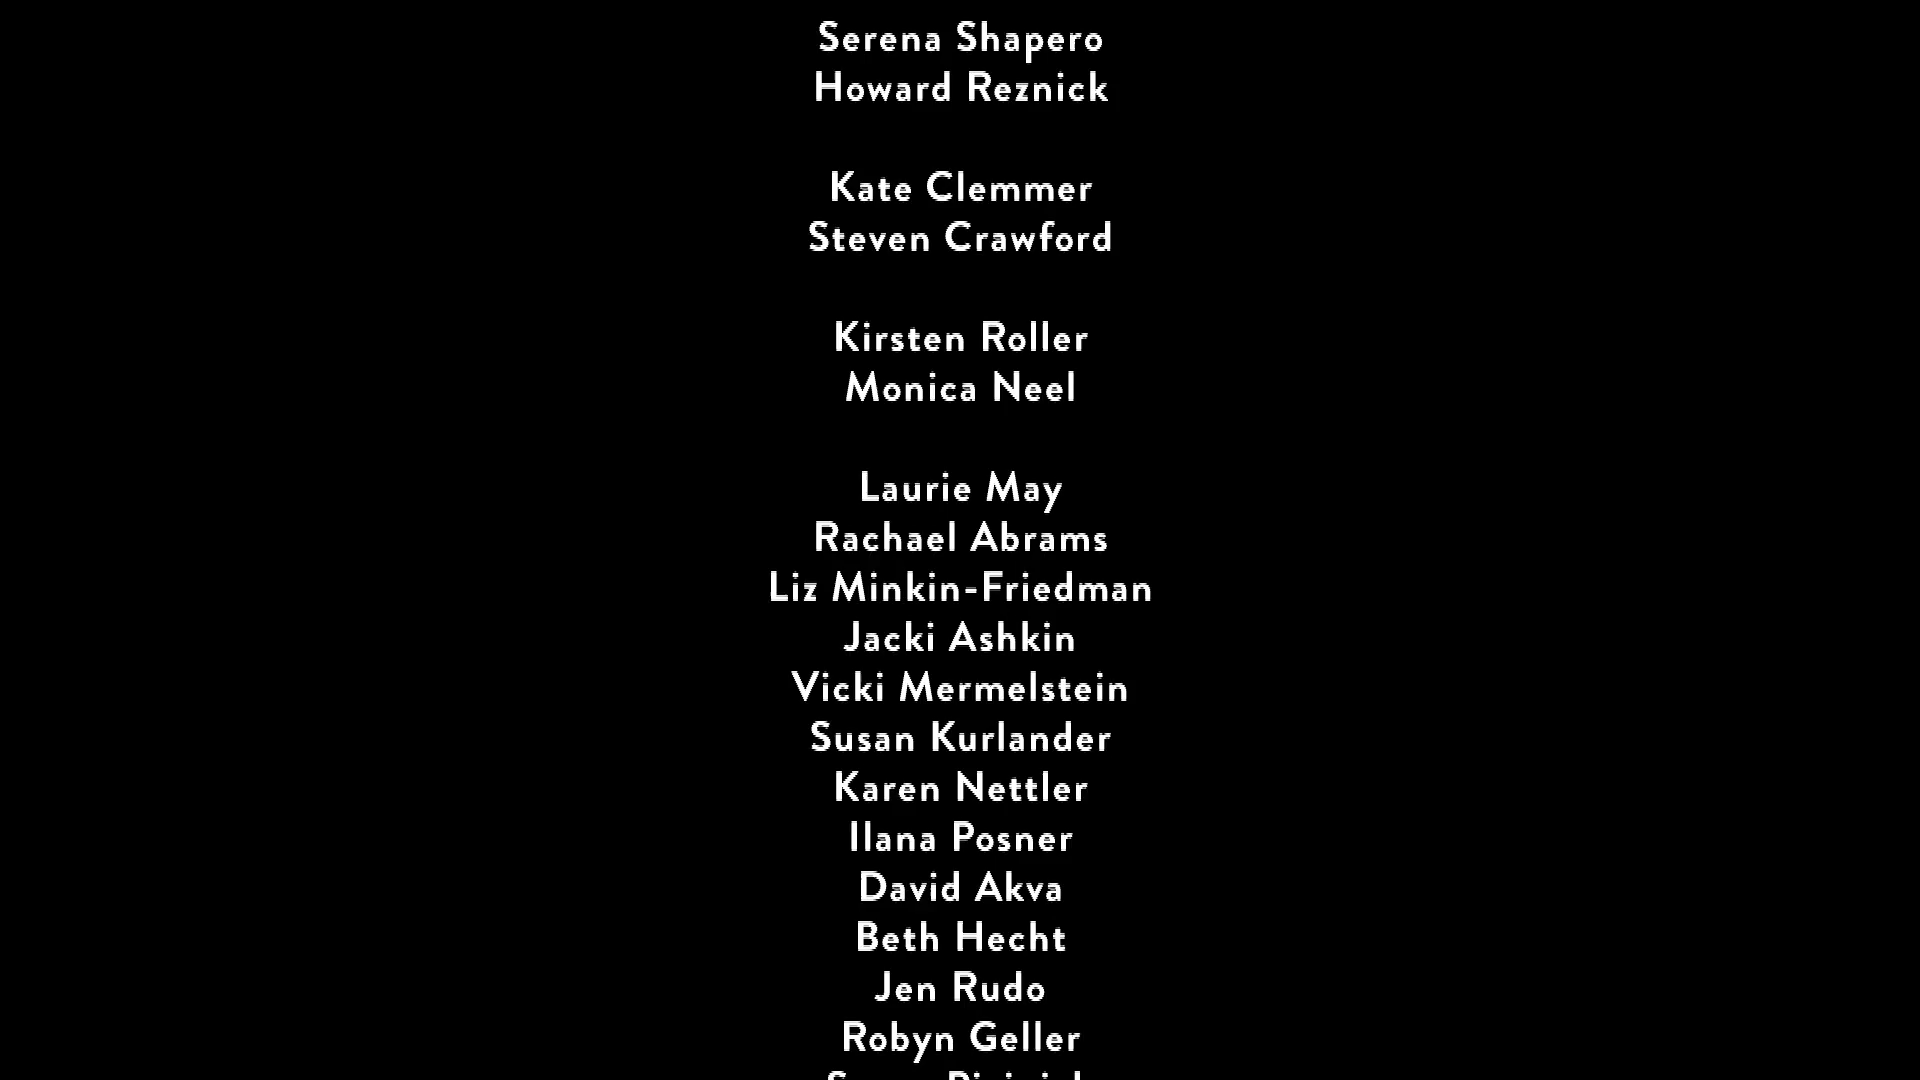 Serena Shapero
Howard Reznick
Kate Clemmer
Steven Crawford
Kirsten Roller
Monica Neel
Laurie May
Rachael Abrams
Liz Minkin-Friedman
Jacki Ashkin
Vicki Mermelstein
Susan Kurlander
Karen Nettler
Ilana Posner
David Akva
Beth Hecht
Jen Rudo
Robyn Geller